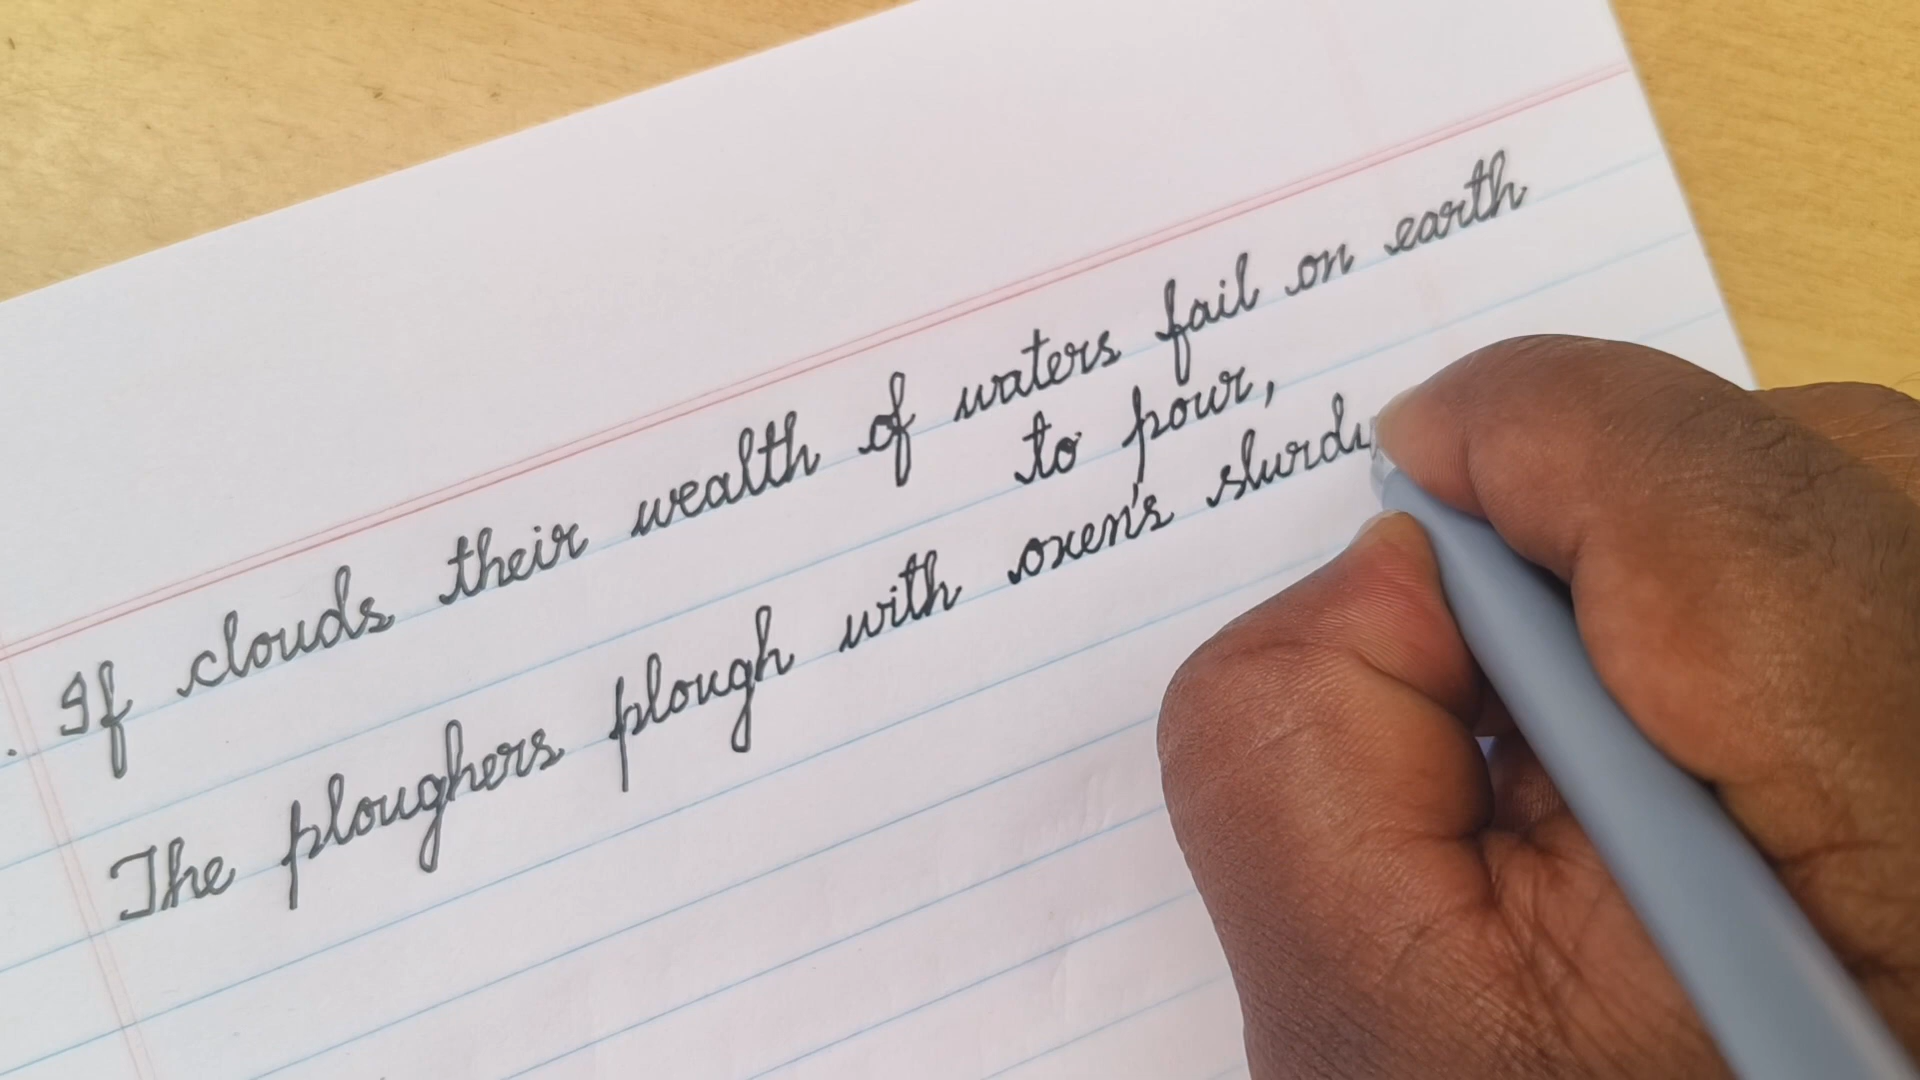 If clouds their wealth of waters fail on earth
to pour,
The ploughers plough with oxen's